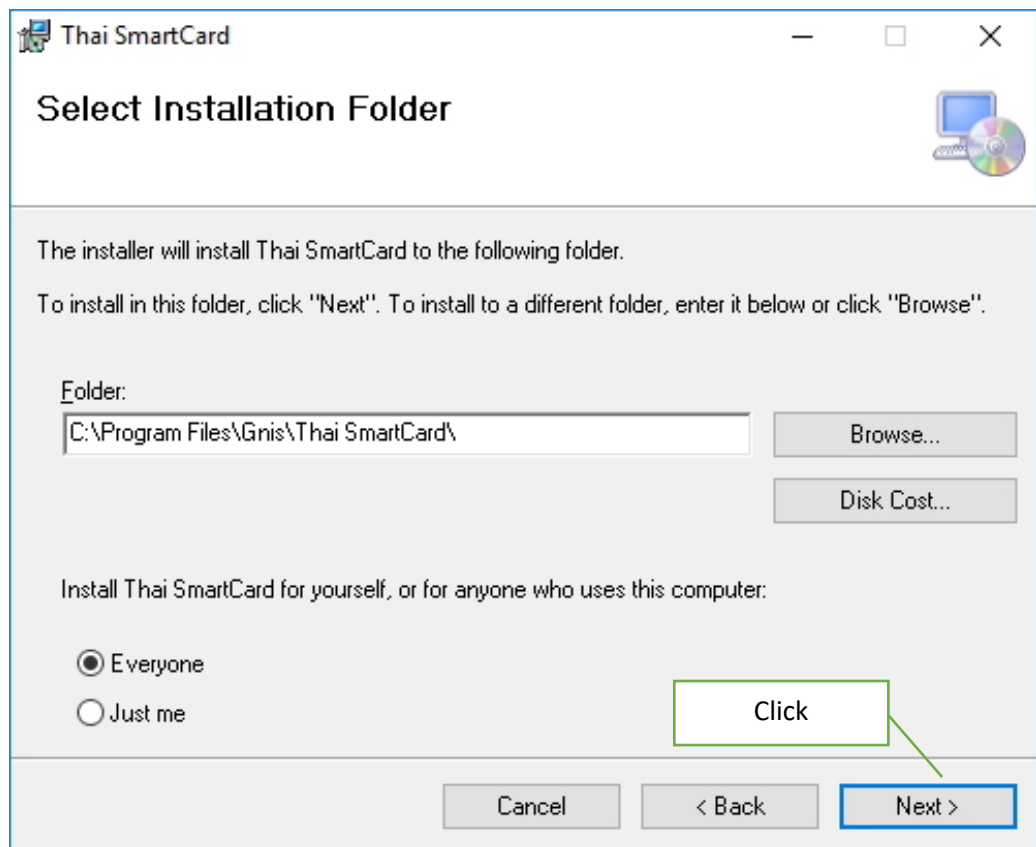 Thai SmartCard
Select Installation Folder
The installer will install Thai SmartCard to the following folder.
To install in this folder, click "Next". To install to a different folder, enter it below or click "Browse".
Folder:
C:\Program Files\Gnis\Thai SmartCard\
Browse...
Disk Cost...
Install Thai SmartCard for yourself, or for anyone who uses this computer:
Everyone
Just me
Click
Cancel
< Back
Next >